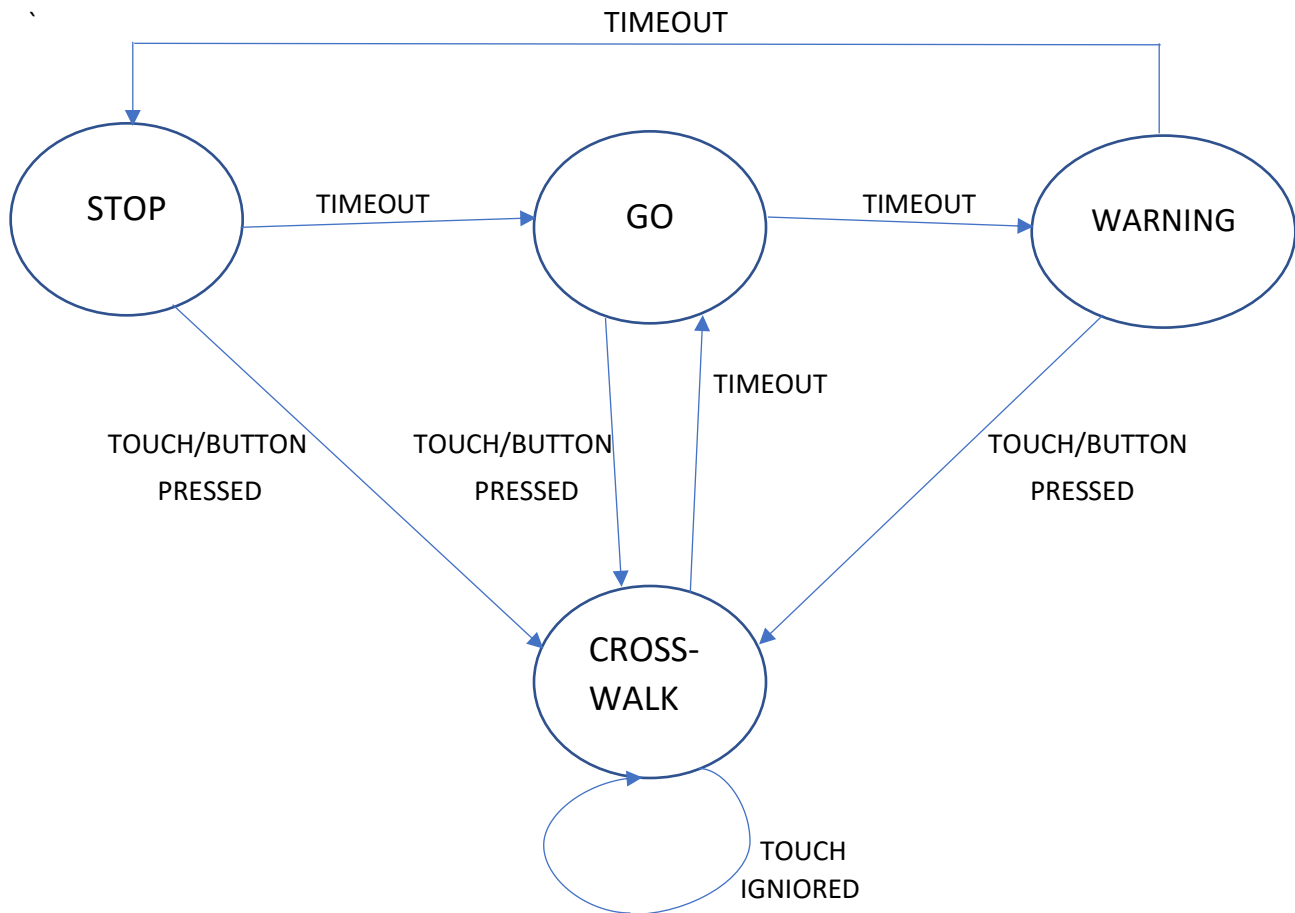 `
TIMEOUT
STOP
TIMEOUT
GO
TIMEOUT
WARNING
TIMEOUT
TOUCH/BUTTON
PRESSED
TOUCH/BUTTON
PRESSED
TOUCH/BUTTON
PRESSED
CROSS-
WALK
TOUCH
IGNIORED